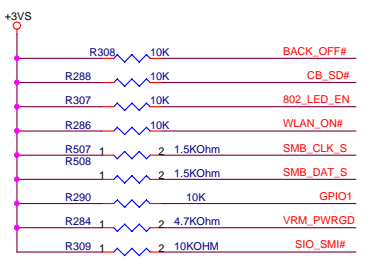 +3VS
R308 10K BACK_OFF#
R288 10K CB_SD#
R307 10K 802_LED_EN
R286 10K WLAN_ON#
R507 1 2 1.5KOhm SMB_CLK_S
R508 1 2 1.5KOhm SMB_DAT_S
R290 10K GPIO1
R284 1 2 4.7KOhm VRM_PWRGD
R309 1 2 10KOHM SIO_SMI#